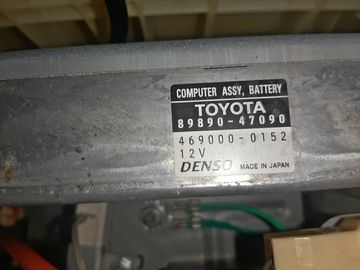 COMPUTER ASSY, BATTERY
TOYOTA
89890-47090
469000-0152
12V
DENSO MADE IN JAPAN